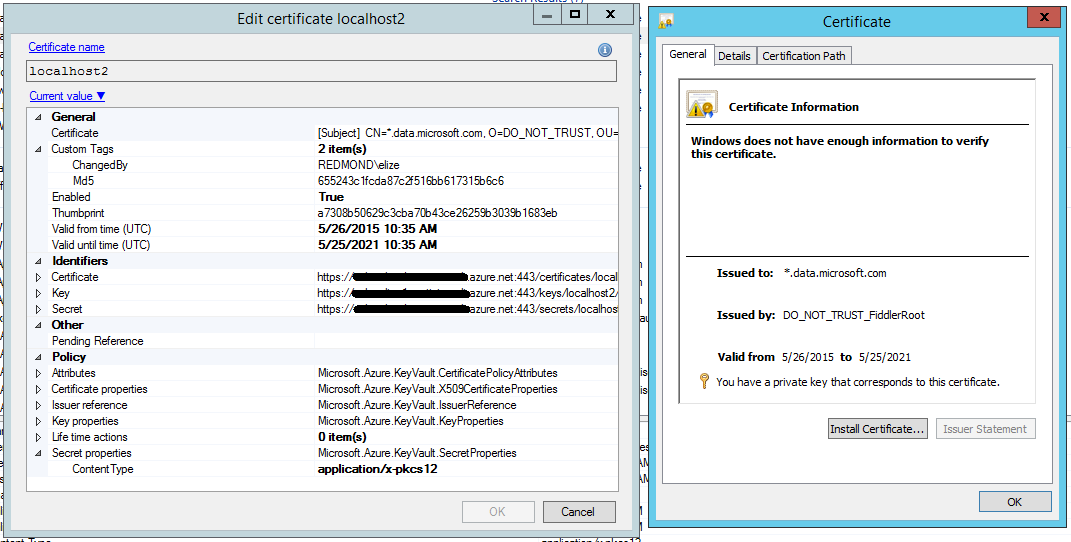 Search Results (7)
Edit certificate localhost2
Certificate name
localhost2
Current value ▼
General
Certificate [Subject] CN=*.data.microsoft.com, O=DO_NOT_TRUST, OU=
Custom Tags 2 item(s)
ChangedBy REDMOND\elize
Md5 655243c1fcda87c2f516bb617315b6c6
Enabled True
Thumbprint a7308b50629c3cba70b43ce26259b3039b1683eb
Valid from time (UTC) 5/26/2015 10:35 AM
Valid until time (UTC) 5/25/2021 10:35 AM
Identifiers
Certificate https:// .azure.net:443/certificates/local
Key https:// .azure.net:443/keys/localhost2/
Secret https:// .azure.net:443/secrets/localhos
Other
Pending Reference
Policy
Attributes Microsoft.Azure.KeyVault.CertificatePolicyAttributes
Certificate properties Microsoft.Azure.KeyVault.X509CertificateProperties
Issuer reference Microsoft.Azure.KeyVault.IssuerReference
Key properties Microsoft.Azure.KeyVault.KeyProperties
Life time actions 0 item(s)
Secret properties Microsoft.Azure.KeyVault.SecretProperties
ContentType application/x-pkcs12
OK Cancel
Certificate
General Details Certification Path
Certificate Information
Windows does not have enough information to verify
this certificate.
Issued to: *.data.microsoft.com
Issued by: DO_NOT_TRUST_FiddlerRoot
Valid from 5/26/2015 to 5/25/2021
You have a private key that corresponds to this certificate.
Install Certificate... Issuer Statement
OK